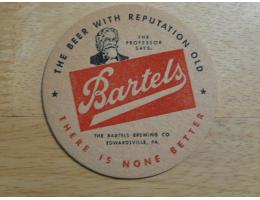 THE BEER WITH REPUTATION OLD
THE
PROFESSOR
SAYS.
Bartels
THE BARTELS BREWING CO.
EDWARDSVILLE, PA.
THERE IS NONE BETTER